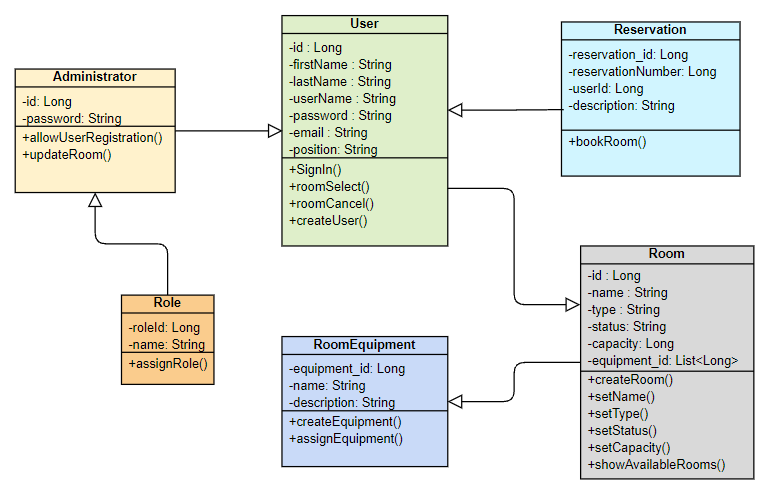 User
-id : Long
-firstName : String
-lastName : String
-userName : String
-password : String
-email : String
-position: String
+SignIn()
+roomSelect()
+roomCancel()
+createUser()
Reservation
-reservation_id: Long
-reservationNumber: Long
-userId: Long
-description: String
+bookRoom()
Administrator
-id: Long
-password: String
+allowUserRegistration()
+updateRoom()
Room
-id : Long
-name : String
-type : String
-status: String
-capacity: Long
-equipment_id: List<Long>
+createRoom()
+setName()
+setType()
+setStatus()
+setCapacity()
+showAvailableRooms()
Role
-roleId: Long
-name: String
+assignRole()
RoomEquipment
-equipment_id: Long
-name: String
-description: String
+createEquipment()
+assignEquipment()